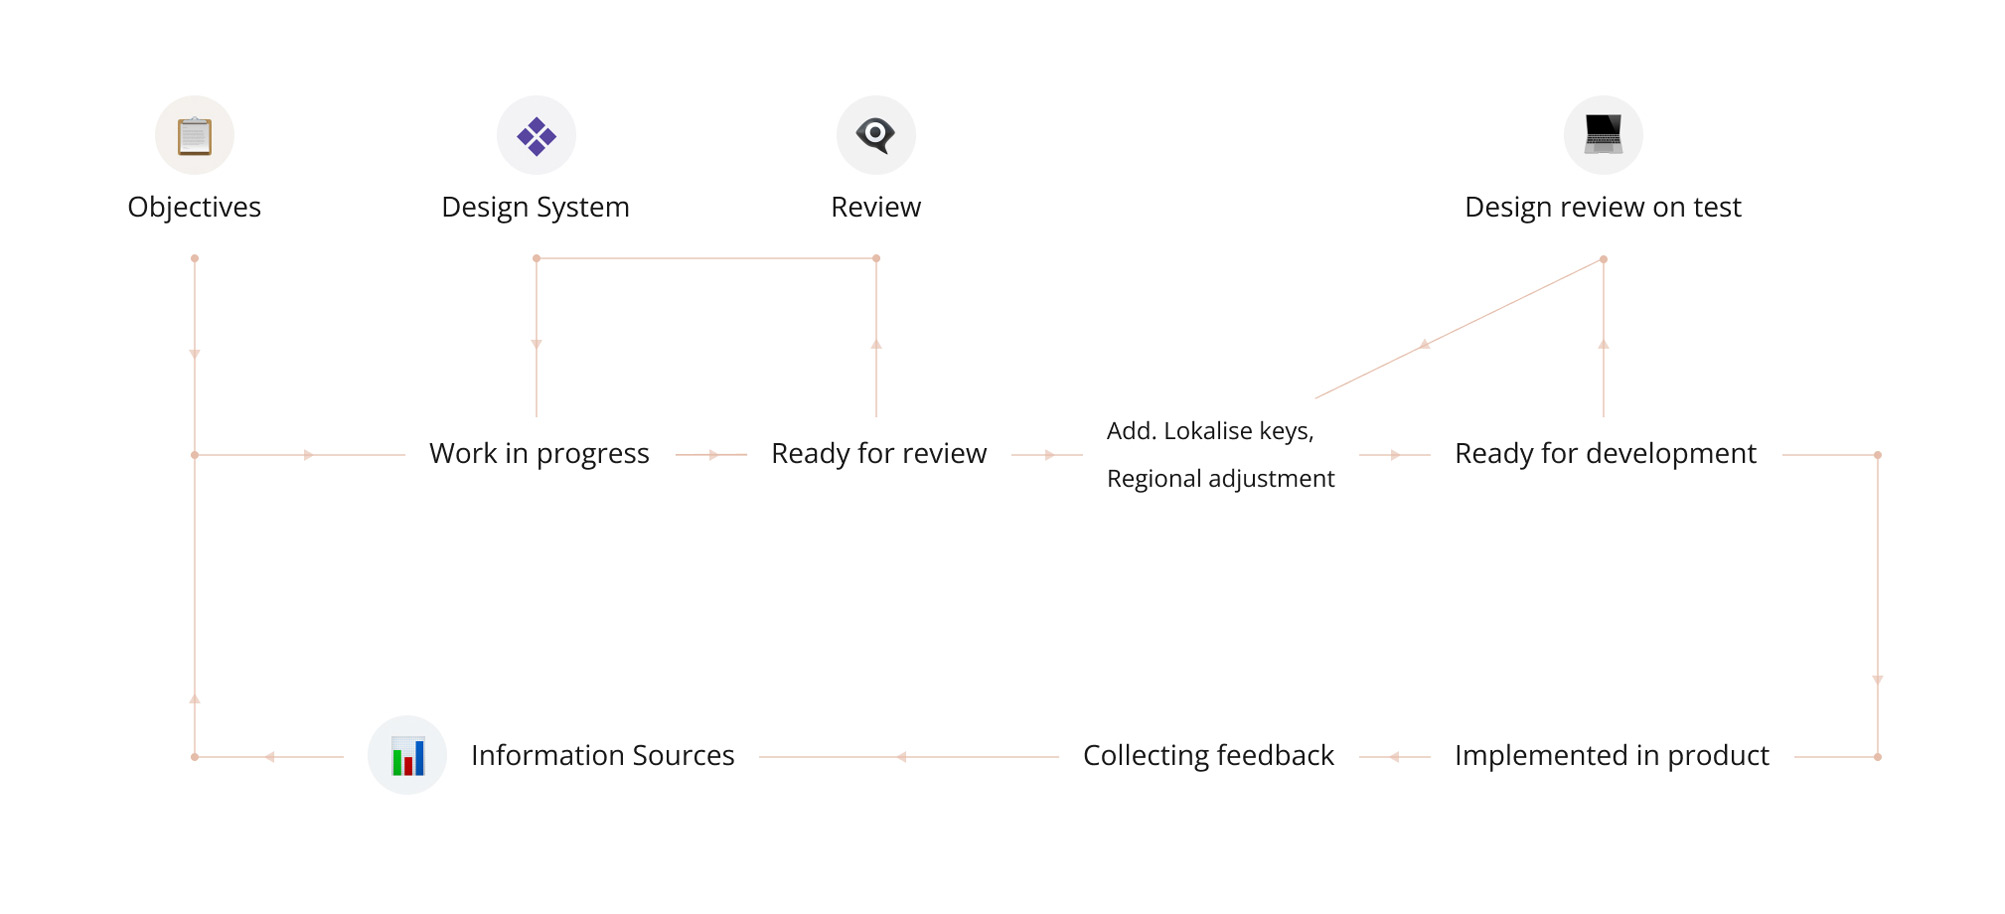 Objectives
Design System
Review
Design review on test
Work in progress
Ready for review
Add. Lokalise keys,
Regional adjustment
Ready for development
Information Sources
Collecting feedback
Implemented in product